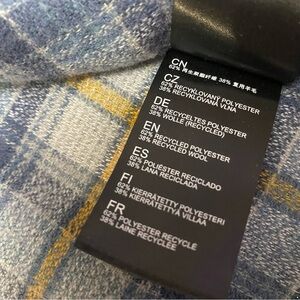 CN
62% 再生聚酯纤维 38% 重用羊毛
CZ
62% RECYKLOVANÝ POLYESTER
38% RECYKLOVANÁ VLNA
DE
62% RECYCELTES POLYESTER
38% WOLLE (RECYCELT)
EN
62% RECYCLED POLYESTER
38% RECYCLED WOOL
ES
62% POLIÉSTER RECICLADO
38% LANA RECICLADA
FI
62% KIERRÄTETTY POLYESTERI
38% KIERRÄTETTYÄ VILLAA
FR
62% POLYESTER RECYCLÉ
38% LAINE RECYCLÉE